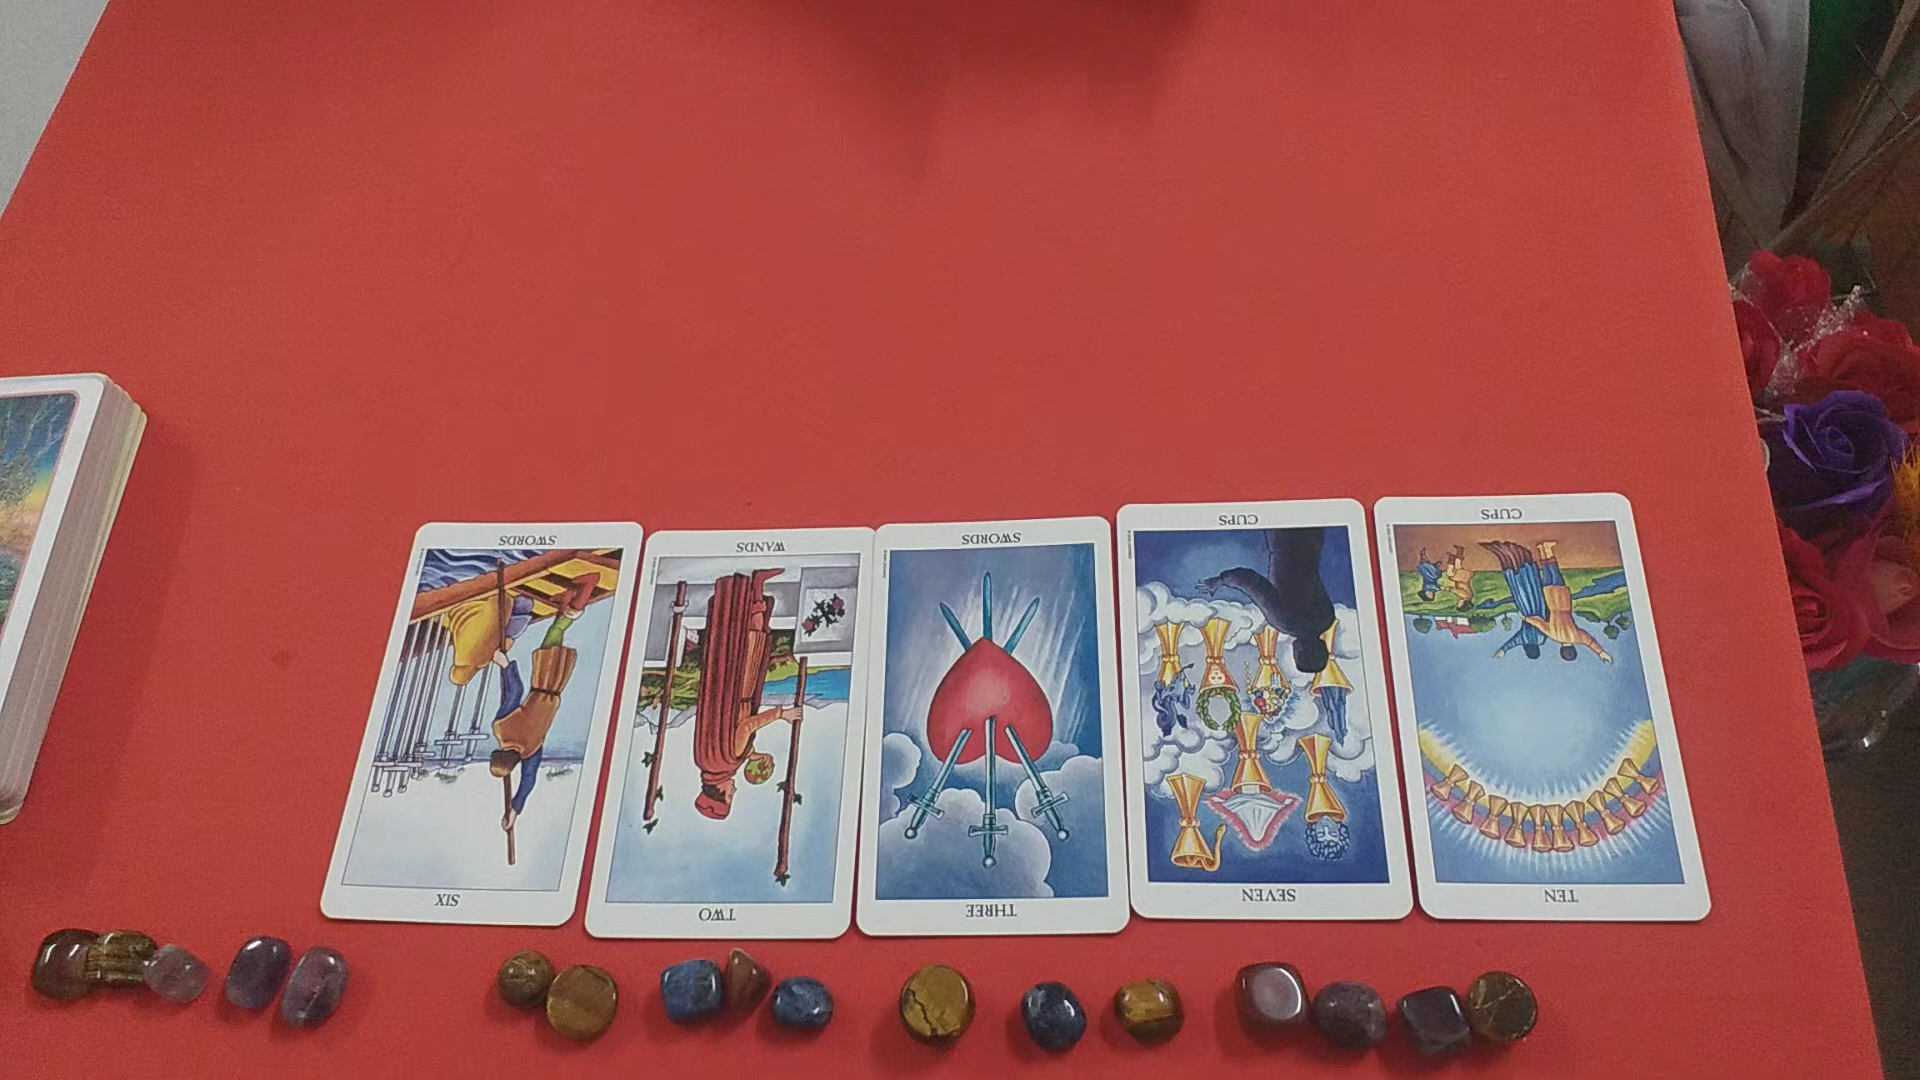 SIX
SWORDS
TWO
WANDS
THREE
SWORDS
SEVEN
CUPS
TEN
CUPS